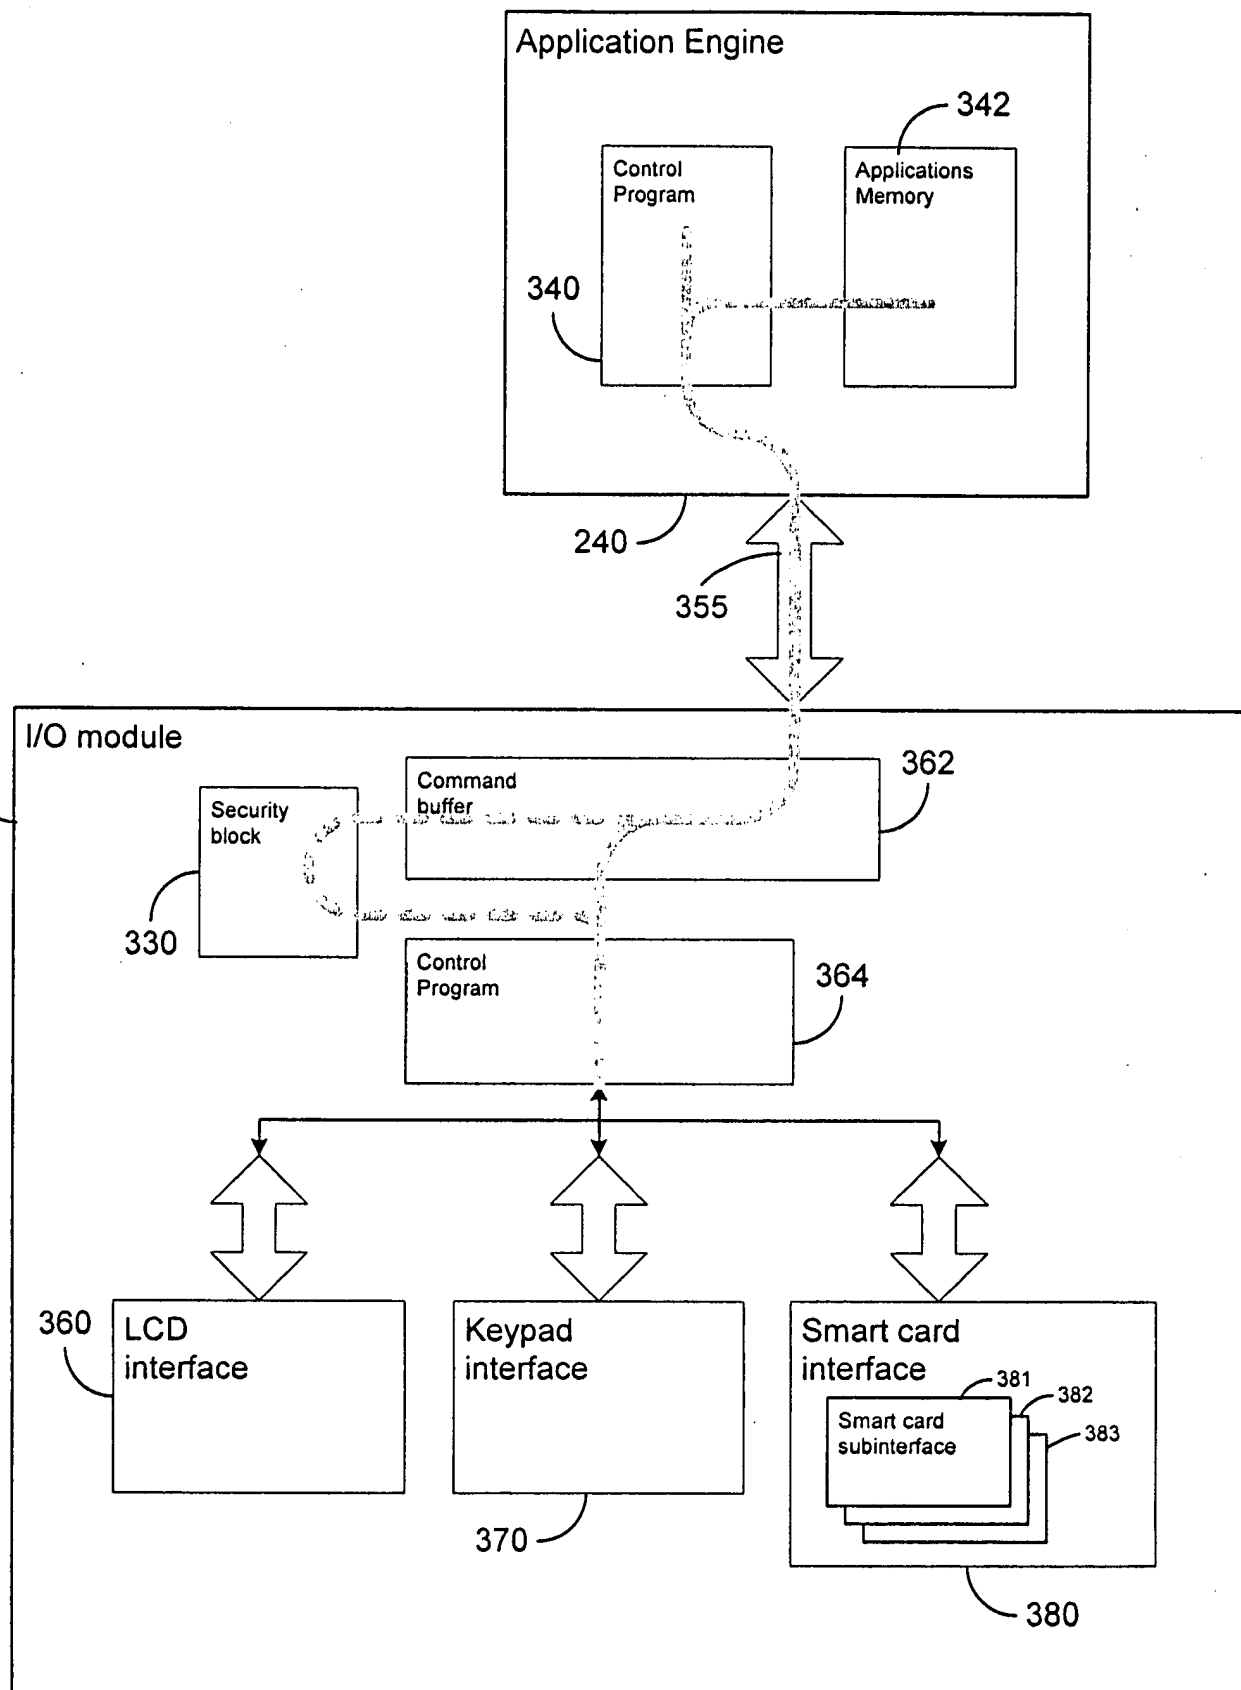 Application Engine
342
Control
Program
Applications
Memory
340
240
355
I/O module
362
Command
buffer
Security
block
330
Control
Program
364
360
LCD
interface
Keypad
interface
Smart card
interface
381
382
383
Smart card
subinterface
370
380